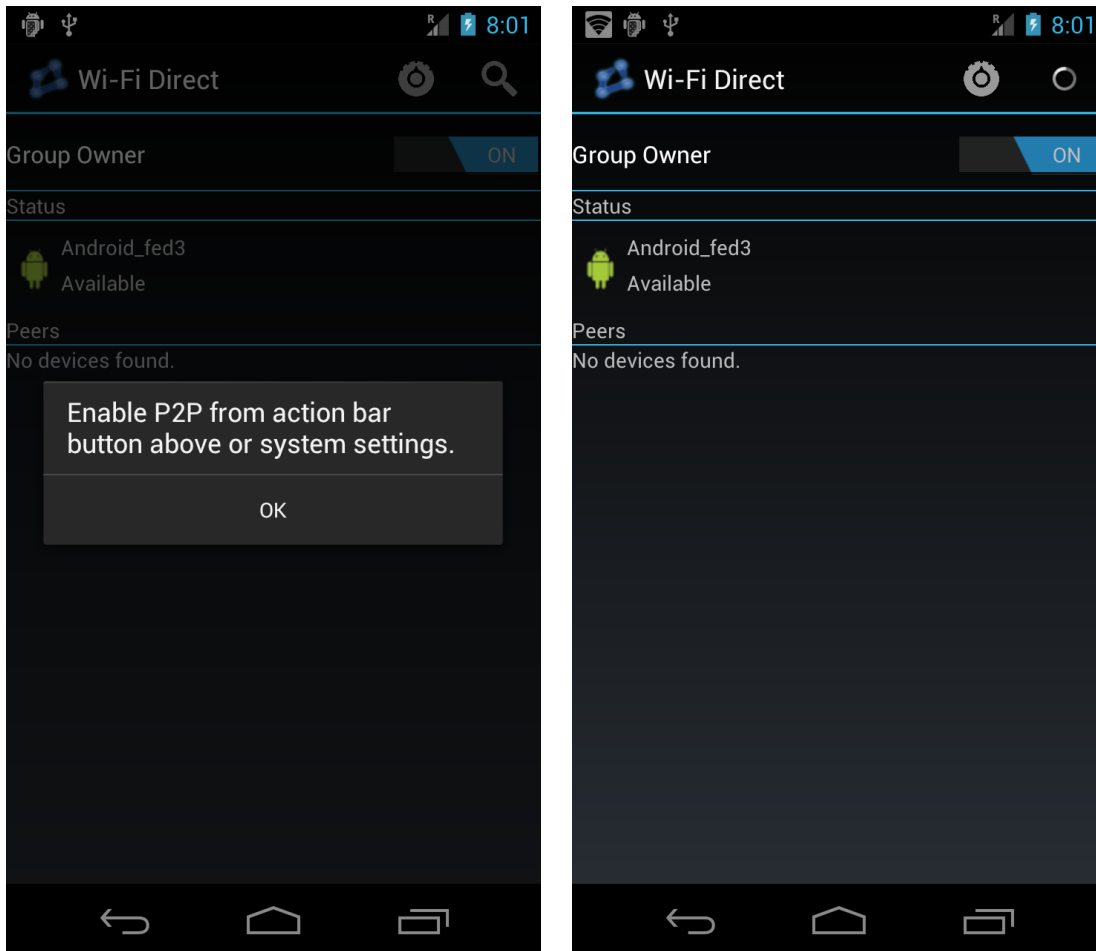 R 8:01
Wi-Fi Direct
Group Owner ON
Status
Android_fed3
Available
Peers
No devices found.
Enable P2P from action bar
button above or system settings.
OK
R 8:01
Wi-Fi Direct
Group Owner ON
Status
Android_fed3
Available
Peers
No devices found.